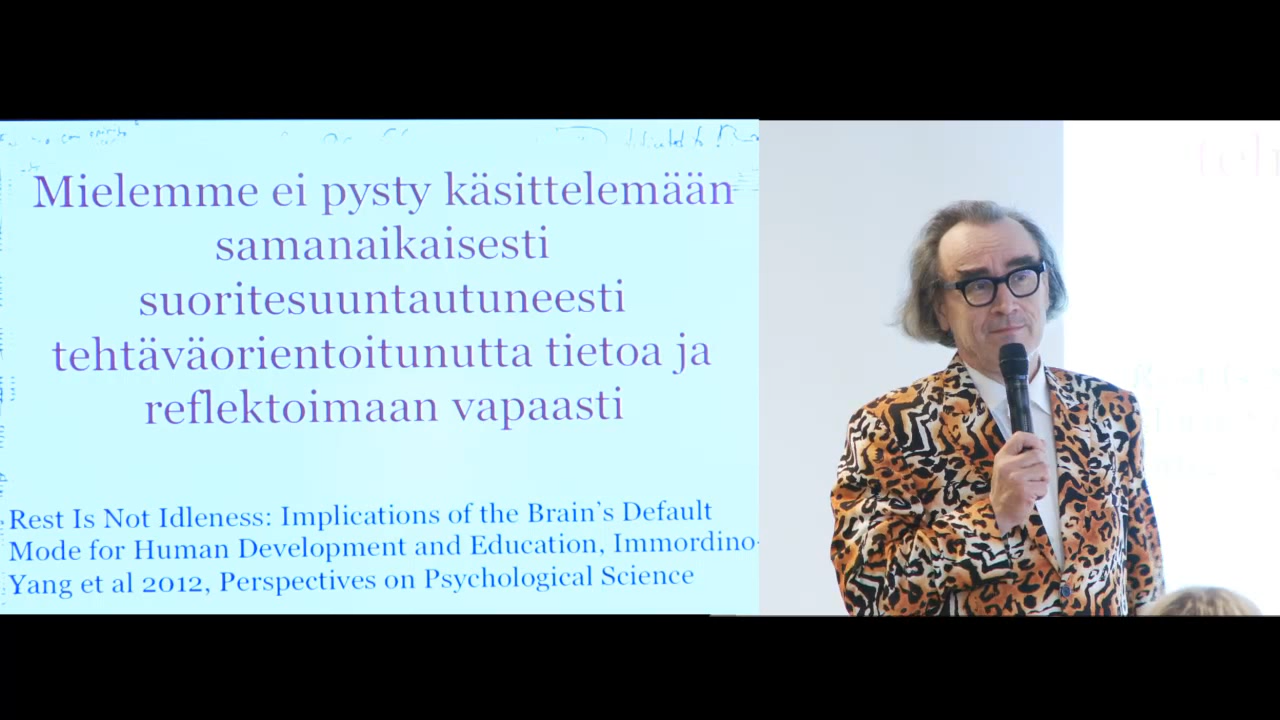 Mielemme ei pysty käsittelemään
samanaikaisesti
suoritesuuntautuneesti
tehtäväorientoitunutta tietoa ja
reflektoimaan vapaasti
Rest Is Not Idleness: Implications of the Brain's Default
Mode for Human Development and Education, Immordino-
Yang et al 2012, Perspectives on Psychological Science